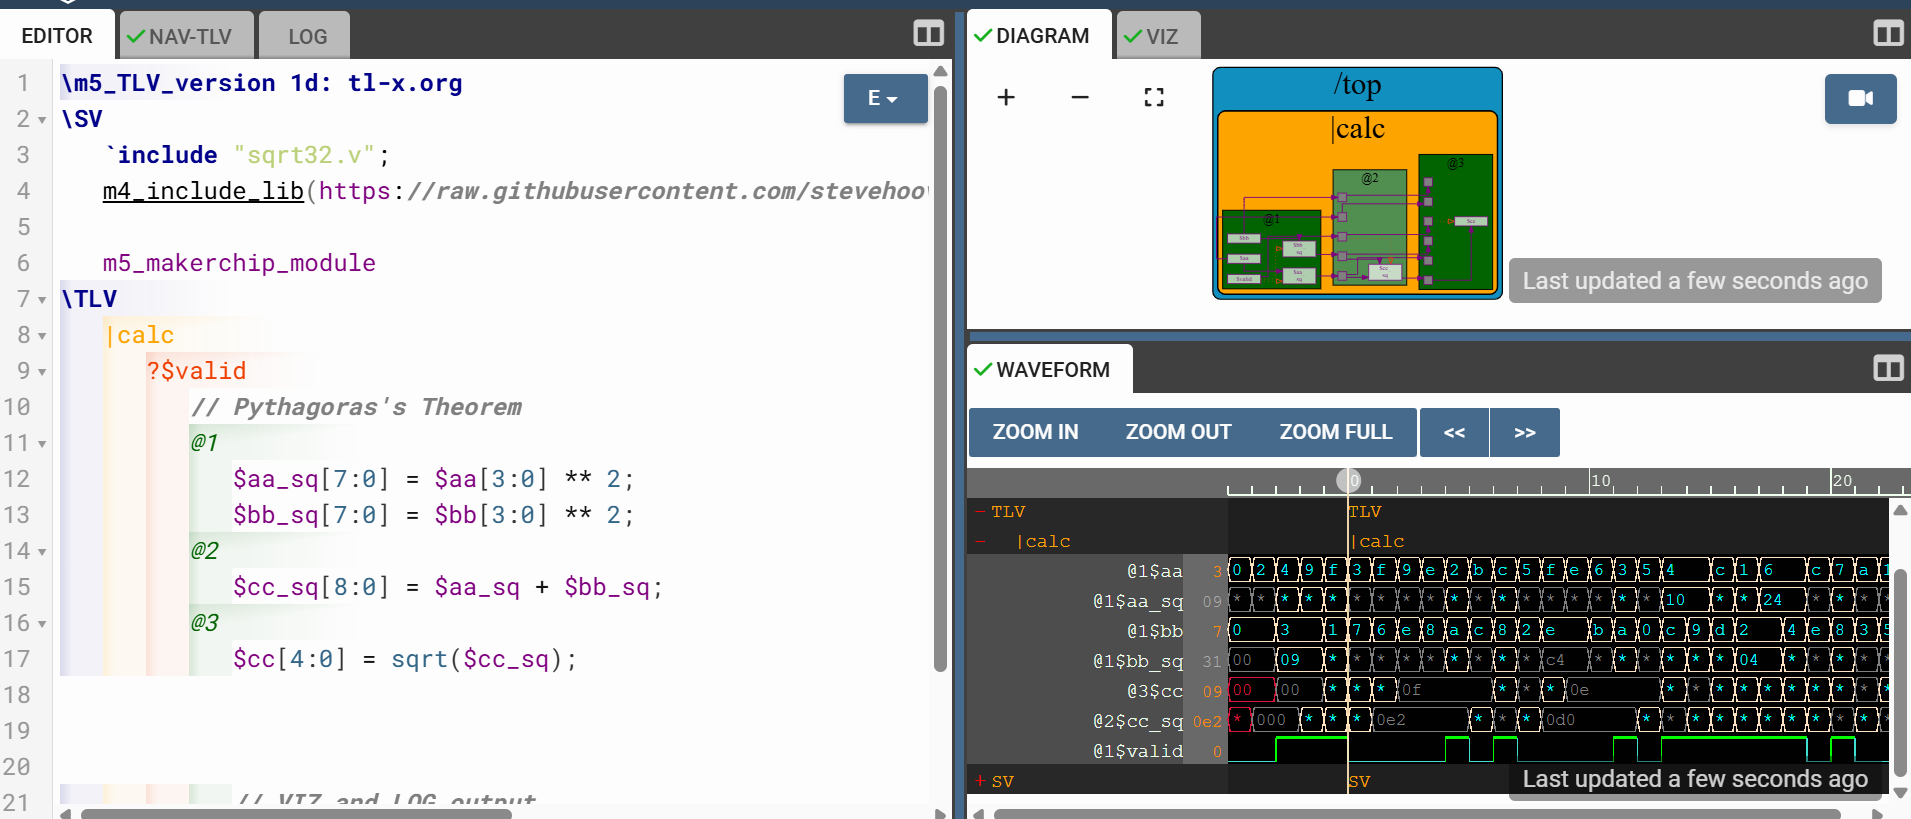 EDITOR
NAV-TLV
LOG
1 \m5_TLV_version 1d: tl-x.org
E
2 \SV
3 `include "sqrt32.v";
4 m4_include_lib(https://raw.githubusercontent.com/stevehoo
5
6 m5_makerchip_module
7 \TLV
8 |calc
9 ?$valid
10 // Pythagoras's Theorem
11 @1
12 $aa_sq[7:0] = $aa[3:0] ** 2;
13 $bb_sq[7:0] = $bb[3:0] ** 2;
14 @2
15 $cc_sq[8:0] = $aa_sq + $bb_sq;
16 @3
17 $cc[4:0] = sqrt($cc_sq);
18
19
20
21 // VIZ and LOG output
DIAGRAM
VIZ
/top
|calc
@3
@2
@1
Last updated a few seconds ago
WAVEFORM
ZOOM IN ZOOM OUT ZOOM FULL << >>
0 10 20
TLV TLV
|calc |calc
@1$aa 3 0 2 4 9 f 3 f 9 e 2 b c 5 f e 6 3 5 4 c 1 6 c 7 a 1
@1$aa_sq 09 * * * * * * * * * * * * * * * * * * 10 * * 24 * * * *
@1$bb 7 0 3 1 7 6 e 8 a c 8 2 e b a 0 c 9 d 2 4 e 8 3 5
@1$bb_sq 31 00 09 * * * * * * * * * c4 * * * * * * 04 * * * * *
@3$cc 09 00 00 * * * 0f * * * 0e * * * * * * * * * *
@2$cc_sq 0e2 * 000 * * * 0e2 * * * 0d0 * * * * * * * * * * *
@1$valid 0
SV SV
Last updated a few seconds ago